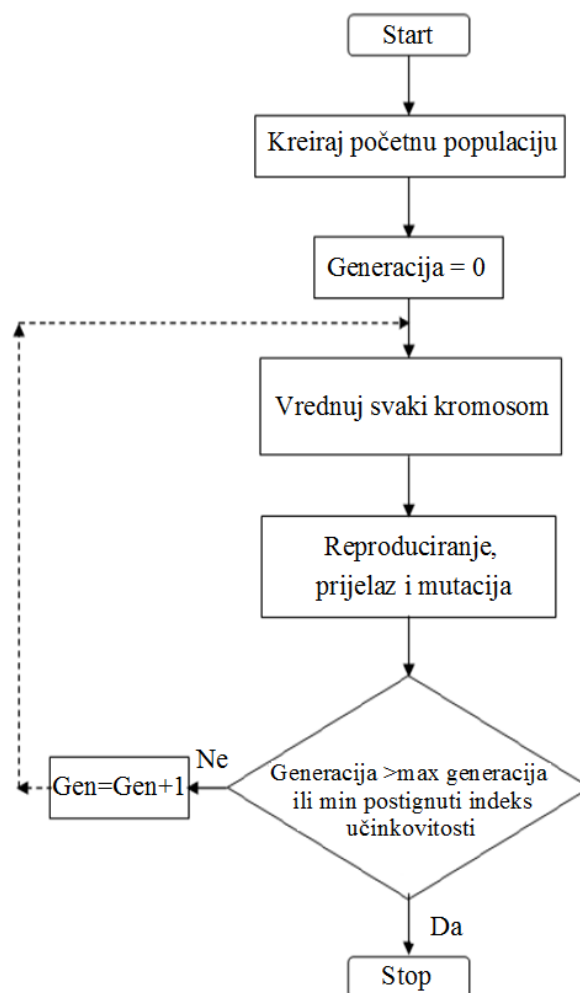 Start
Kreiraj početnu populaciju
Generacija = 0
Vrednuj svaki kromosom
Reproduciranje,
prijelaz i mutacija
Generacija >max generacija
ili min postignuti indeks
učinkovitosti
Ne
Gen=Gen+1
Da
Stop